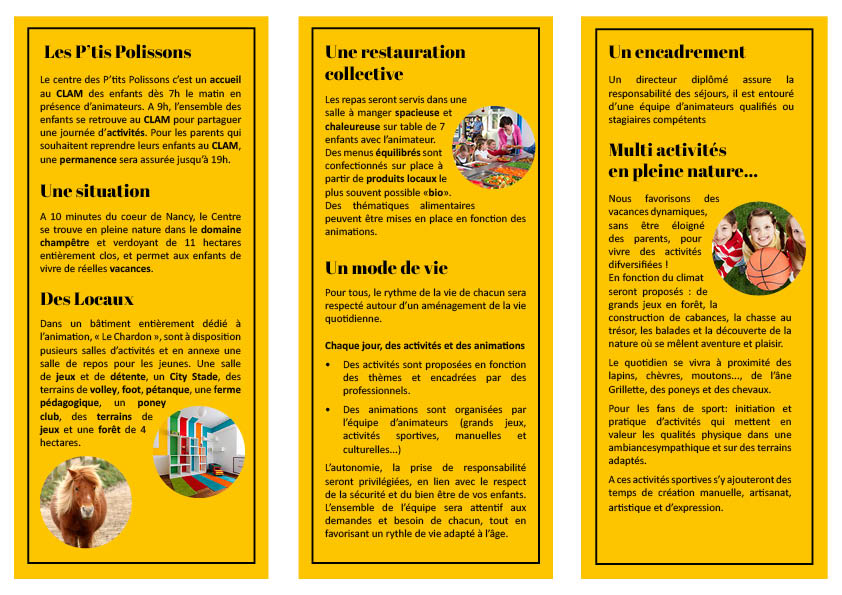 Les P’tis Polissons
Le centre des P’tis Polissons c’est un accueil
au CLAM des enfants dès 7h le matin en
présence d’animateurs. A 9h, l’ensemble des
enfants se retrouve au CLAM pour partaguer
une journée d’activités. Pour les parents qui
souhaitent reprendre leurs enfants au CLAM,
une permanence sera assurée jusqu’à 19h.
Une situation
A 10 minutes du coeur de Nancy, le Centre
se trouve en pleine nature dans le domaine
champêtre et verdoyant de 11 hectares
entièrement clos, et permet aux enfants de
vivre de réelles vacances.
Des Locaux
Dans un bâtiment entièrement dédié à
l’animation, « Le Chardon », sont à disposition
pusieurs salles d’activités et en annexe une
salle de repos pour les jeunes. Une salle
de jeux et de détente, un City Stade, des
terrains de volley, foot, pétanque, une ferme
pédagogique, un poney
club, des terrains de
jeux et une forêt de 4
hectares.
Une restauration
collective
Les repas seront servis dans une
salle à manger spacieuse et
chaleureuse sur table de 7
enfants avec l’animateur.
Des menus équilibrés sont
confectionnés sur place à
partir de produits locaux le
plus souvent possible «bio».
Des thématiques alimentaires
peuvent être mises en place en fonction des
animations.
Un mode de vie
Pour tous, le rythme de la vie de chacun sera
respecté autour d’un aménagement de la vie
quotidienne.
Chaque jour, des activités et des animations
• Des activités sont proposées en fonction
des thèmes et encadrées par des
professionnels.
• Des animations sont organisées par
l’équipe d’animateurs (grands jeux,
activités sportives, manuelles et
culturelles...)
L’autonomie, la prise de responsabilité
seront privilégiées, en lien avec le respect
de la sécurité et du bien être de vos enfants.
L’ensemble de l’équipe sera attentif aux
demandes et besoin de chacun, tout en
favorisant un rythle de vie adapté à l’âge.
Un encadrement
Un directeur diplômé assure la
responsabilité des séjours, il est entouré
d’une équipe d’animateurs qualifiés ou
stagiaires compétents
Multi activités
en pleine nature...
Nous favorisons des
vacances dynamiques,
sans être éloigné
des parents, pour
vivre des activités
difversifiées !
En fonction du climat
seront proposés : de
grands jeux en forêt, la
construction de cabances, la chasse au
trésor, les balades et la découverte de la
nature où se mêlent aventure et plaisir.
Le quotidien se vivra à proximité des
lapins, chèvres, moutons..., de l’âne
Grillette, des poneys et des chevaux.
Pour les fans de sport: initiation et
pratique d’activités qui mettent en
valeur les qualités physique dans une
ambiancesympathique et sur des terrains
adaptés.
A ces activités sportives s’y ajouteront des
temps de création manuelle, artisanat,
artistique et d’expression.